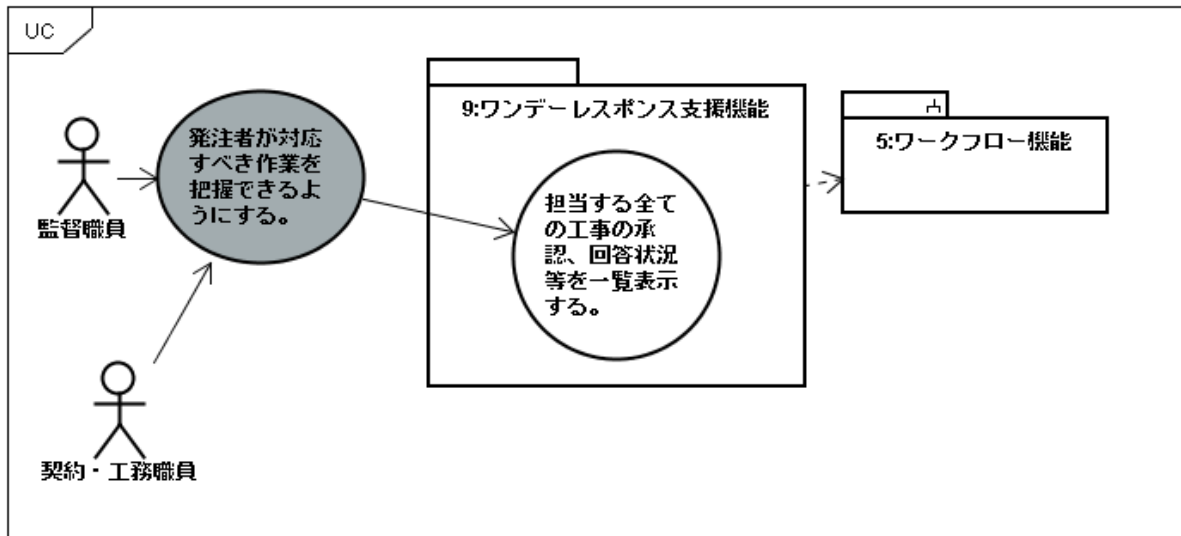 UC
発注者が対応
すべき作業を
把握できるよ
うにする。
監督職員
契約・工務職員
9:ワンデーレスポンス支援機能
担当する全て
の工事の承
認、回答状況
等を一覧表示
する。
5:ワークフロー機能